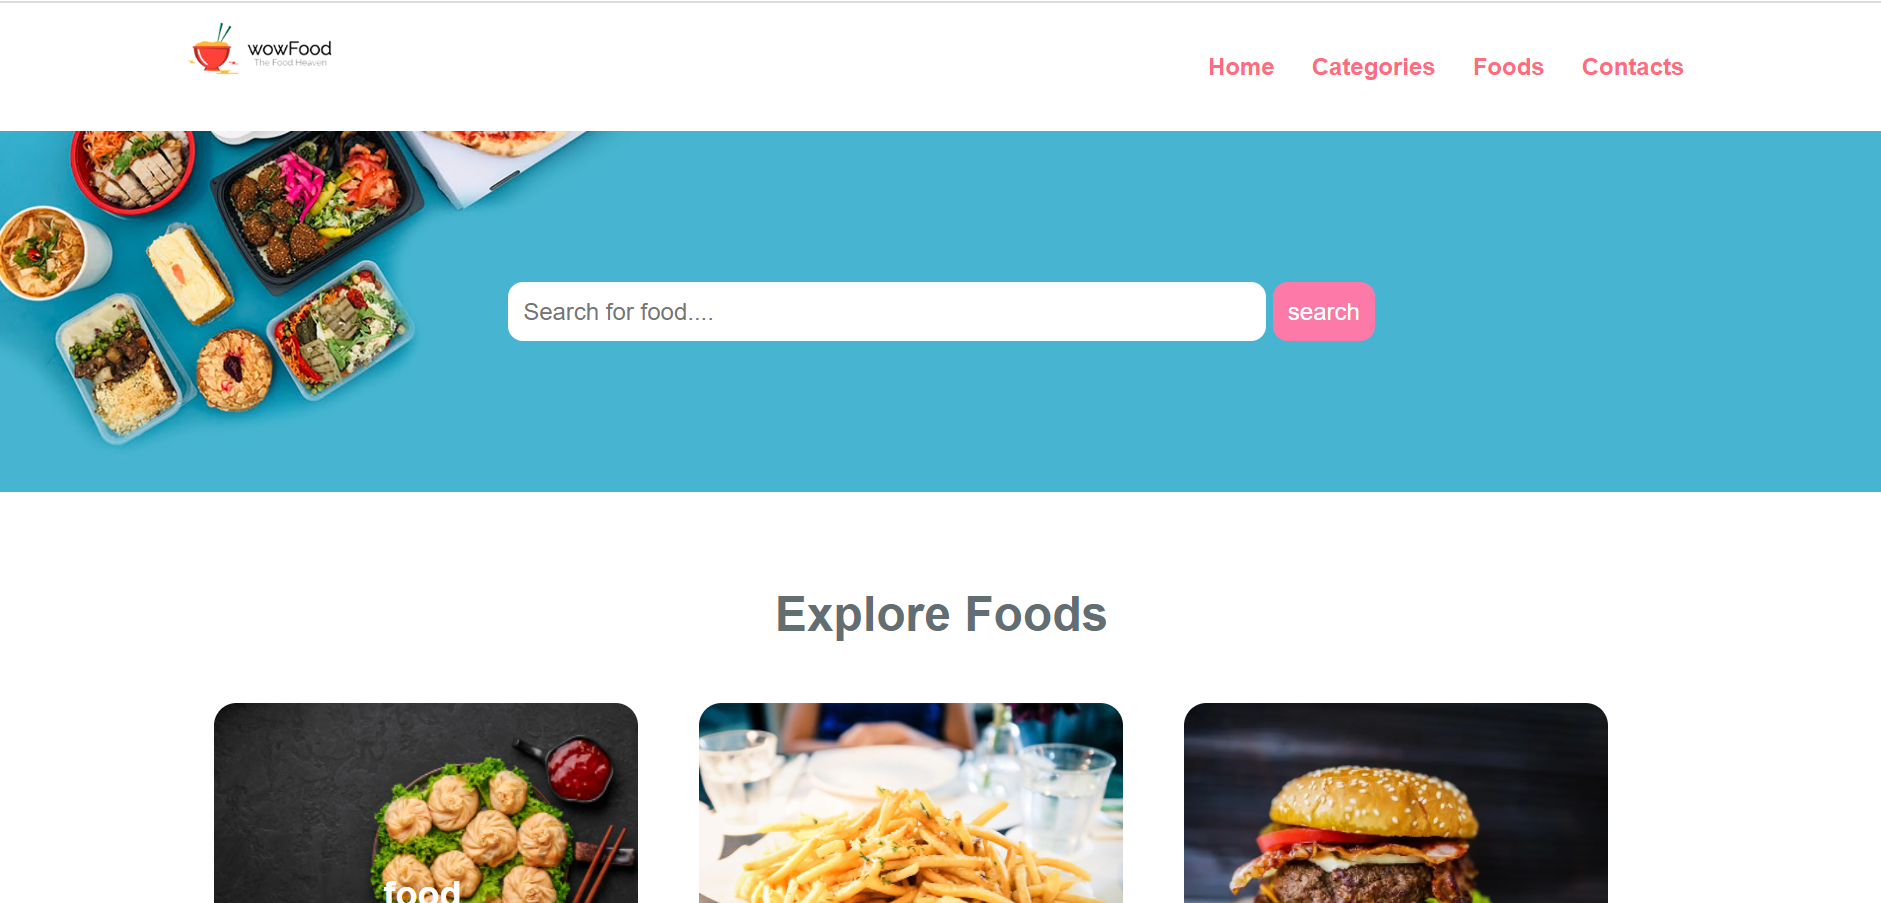 wowFood
The Food Heaven
Home Categories Foods Contacts
Search for food....
search
Explore Foods
food